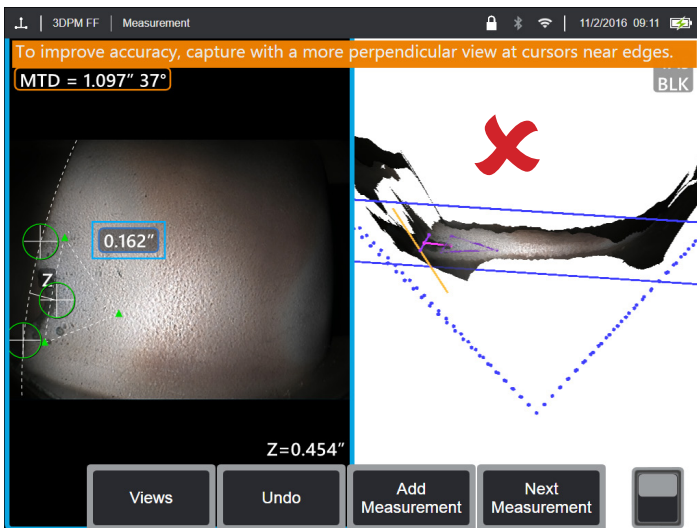 3DPM FF Measurement 11/2/2016 09:11
To improve accuracy, capture with a more perpendicular view at cursors near edges.
MTD = 1.097" 37°
BLK
0.162"
Z
Z=0.454"
Views
Undo
Add
Measurement
Next
Measurement